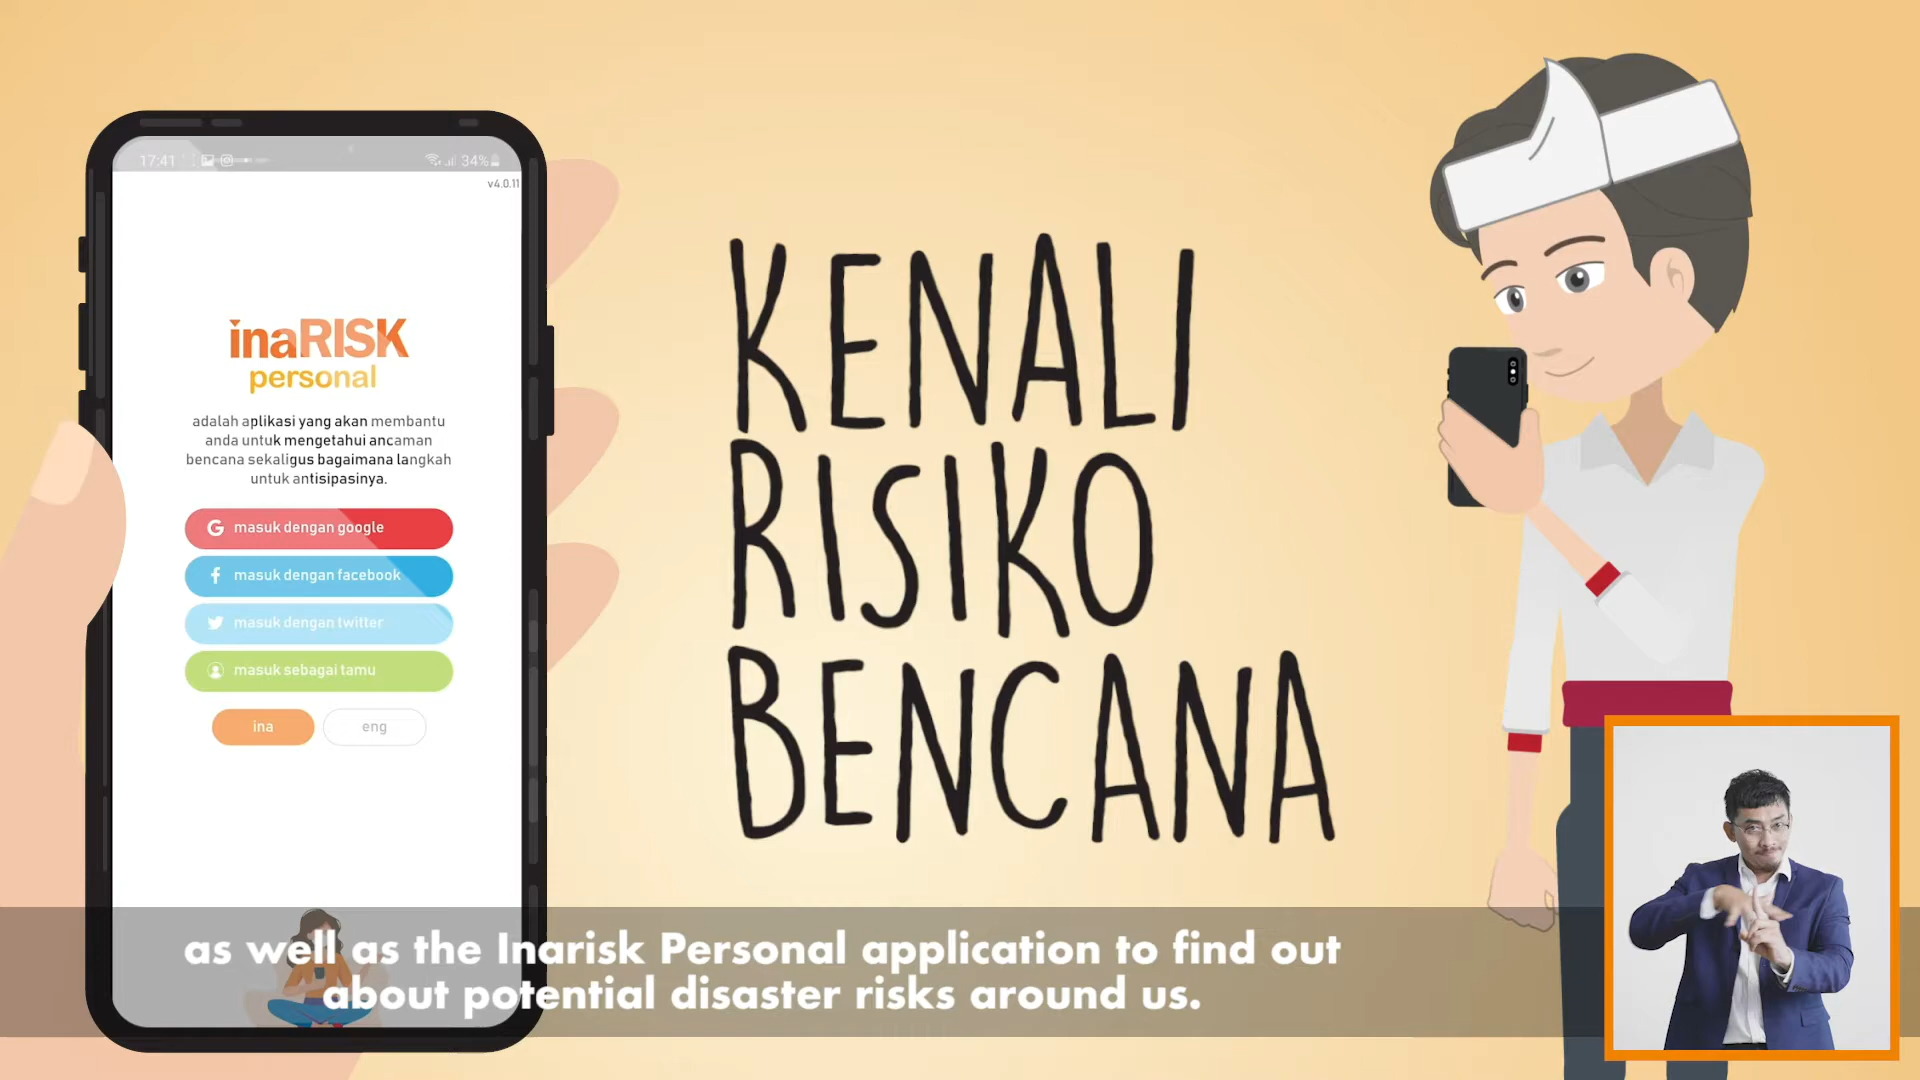 17:41
34%
v4.0.11
inaRISK
personal
adalah aplikasi yang akan membantu
anda untuk mengetahui ancaman
bencana sekaligus bagaimana langkah
untuk antisipasinya.
masuk dengan google
masuk dengan facebook
masuk dengan twitter
masuk sebagai tamu
ina
eng
KENALI
RISIKO
BENCANA
as well as the Inarisk Personal application to find out
about potential disaster risks around us.